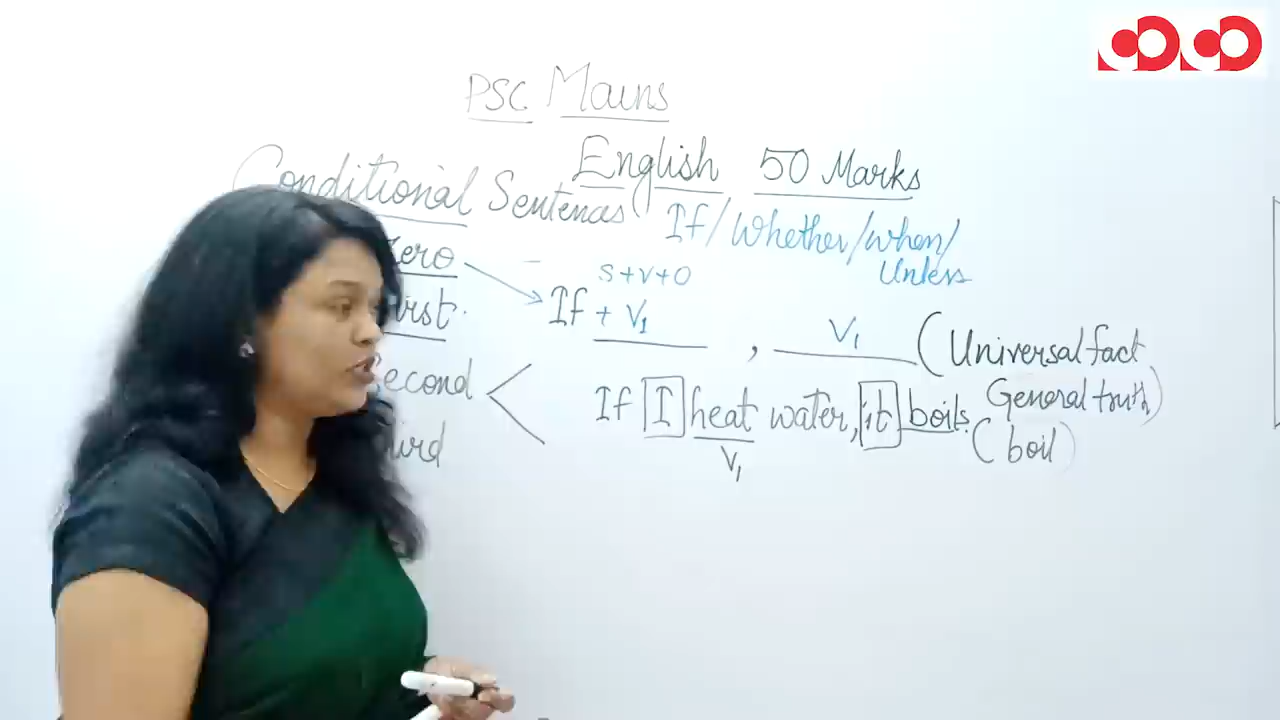 PSC Mains
English 50 Marks
Conditional Sentences
If/Whether/when/
Unless
Zero
S+V+O
If + V1
, V1 (Universal fact
General truth)
If I heat water, it boils.
V1
(boil)